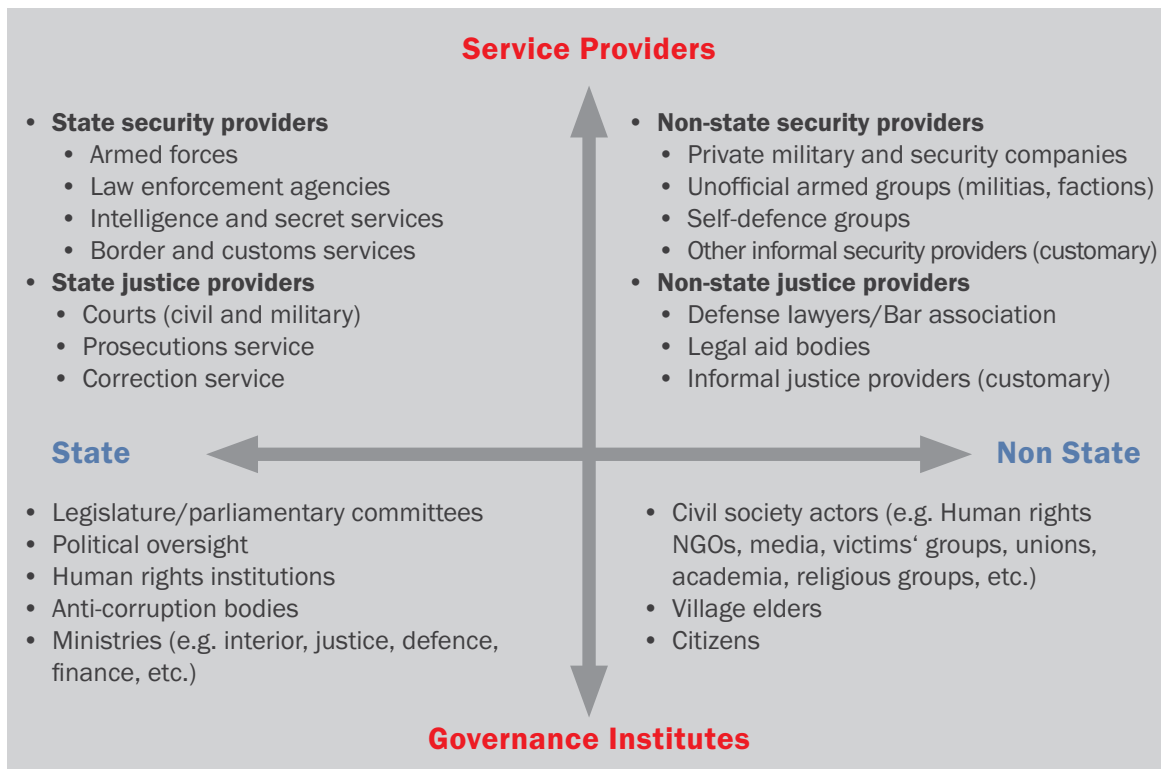 Service Providers
• State security providers
• Armed forces
• Law enforcement agencies
• Intelligence and secret services
• Border and customs services
• State justice providers
• Courts (civil and military)
• Prosecutions service
• Correction service
• Non-state security providers
• Private military and security companies
• Unofficial armed groups (militias, factions)
• Self-defence groups
• Other informal security providers (customary)
• Non-state justice providers
• Defense lawyers/Bar association
• Legal aid bodies
• Informal justice providers (customary)
State
Non State
• Legislature/parliamentary committees
• Political oversight
• Human rights institutions
• Anti-corruption bodies
• Ministries (e.g. interior, justice, defence,
finance, etc.)
• Civil society actors (e.g. Human rights
NGOs, media, victims‘ groups, unions,
academia, religious groups, etc.)
• Village elders
• Citizens
Governance Institutes